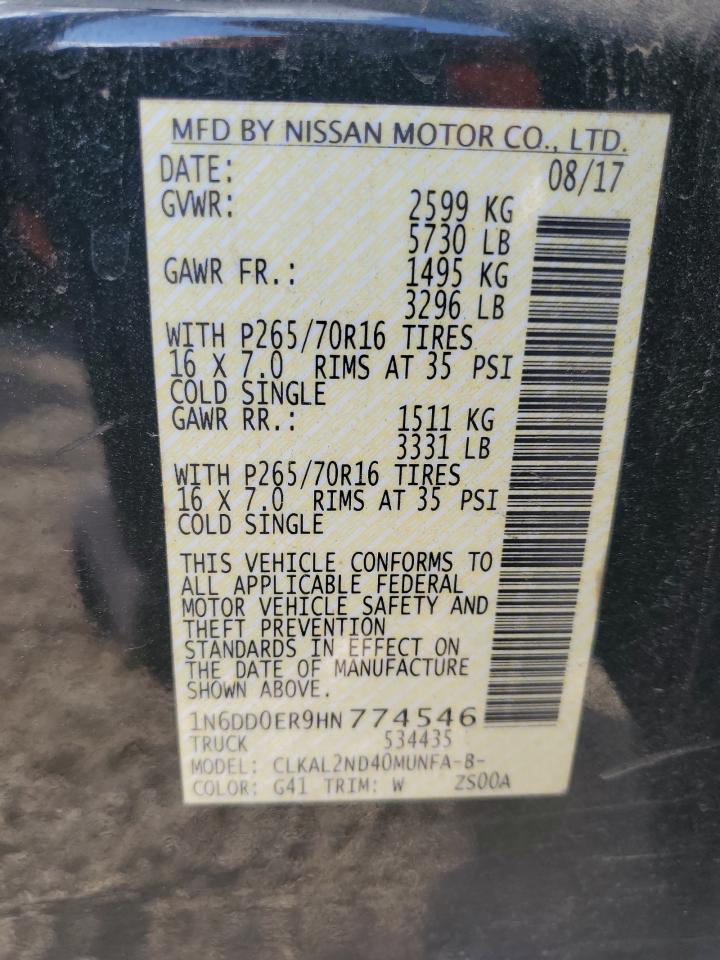 MFD BY NISSAN MOTOR CO., LTD.
DATE: 08/17
GVWR: 2599 KG
5730 LB
GAWR FR.: 1495 KG
3296 LB
WITH P265/70R16 TIRES
16 X 7.0 RIMS AT 35 PSI
COLD SINGLE
GAWR RR.: 1511 KG
3331 LB
WITH P265/70R16 TIRES
16 X 7.0 RIMS AT 35 PSI
COLD SINGLE
THIS VEHICLE CONFORMS TO
ALL APPLICABLE FEDERAL
MOTOR VEHICLE SAFETY AND
THEFT PREVENTION
STANDARDS IN EFFECT ON
THE DATE OF MANUFACTURE
SHOWN ABOVE.
1N6DD0ER9HN774546
TRUCK 534435
MODEL: CLKAL2ND40MUNFA-B-
COLOR: G41 TRIM: W ZS00A